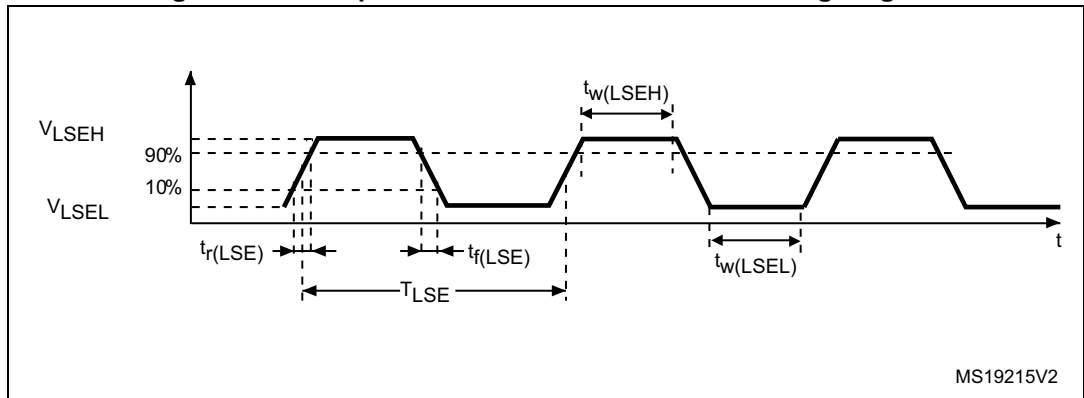 tw(LSEH)
VLSEH
90%
10%
VLSEL
tr(LSE)
tf(LSE)
t
tw(LSEL)
TLSE
MS19215V2